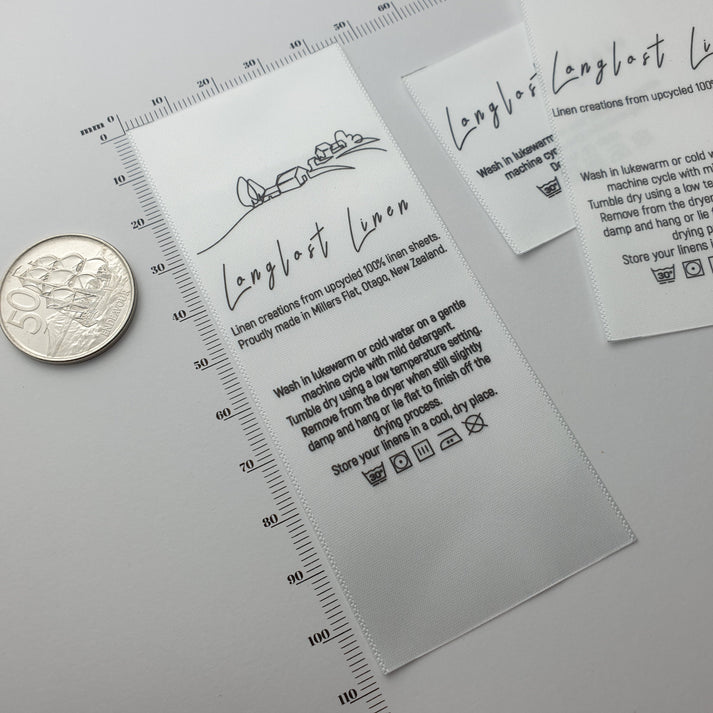 mm 0 10 20 30 40 50 60
0
10
20
30
40
50
60
70
80
90
100
110
50
Langlast Linen
Linen creations from upcycled 100% linen sheets.
Proudly made in Millers Flat, Otago, New Zealand.
Wash in lukewarm or cold water on a gentle
machine cycle with mild detergent.
Tumble dry using a low temperature setting.
Remove from the dryer when still slightly
damp and hang or lie flat to finish off the
drying process.
Store your linens in a cool, dry place.
30°
Langlas
Wash in lukewarm
machine cy
30°
Langlast Li
Linen creations from upcycled 100%
Wash in lukewarm or cold w
machine cycle with mild
Tumble dry using a low te
Remove from the dryer
damp and hang or lie f
drying p
Store your linens i
30°